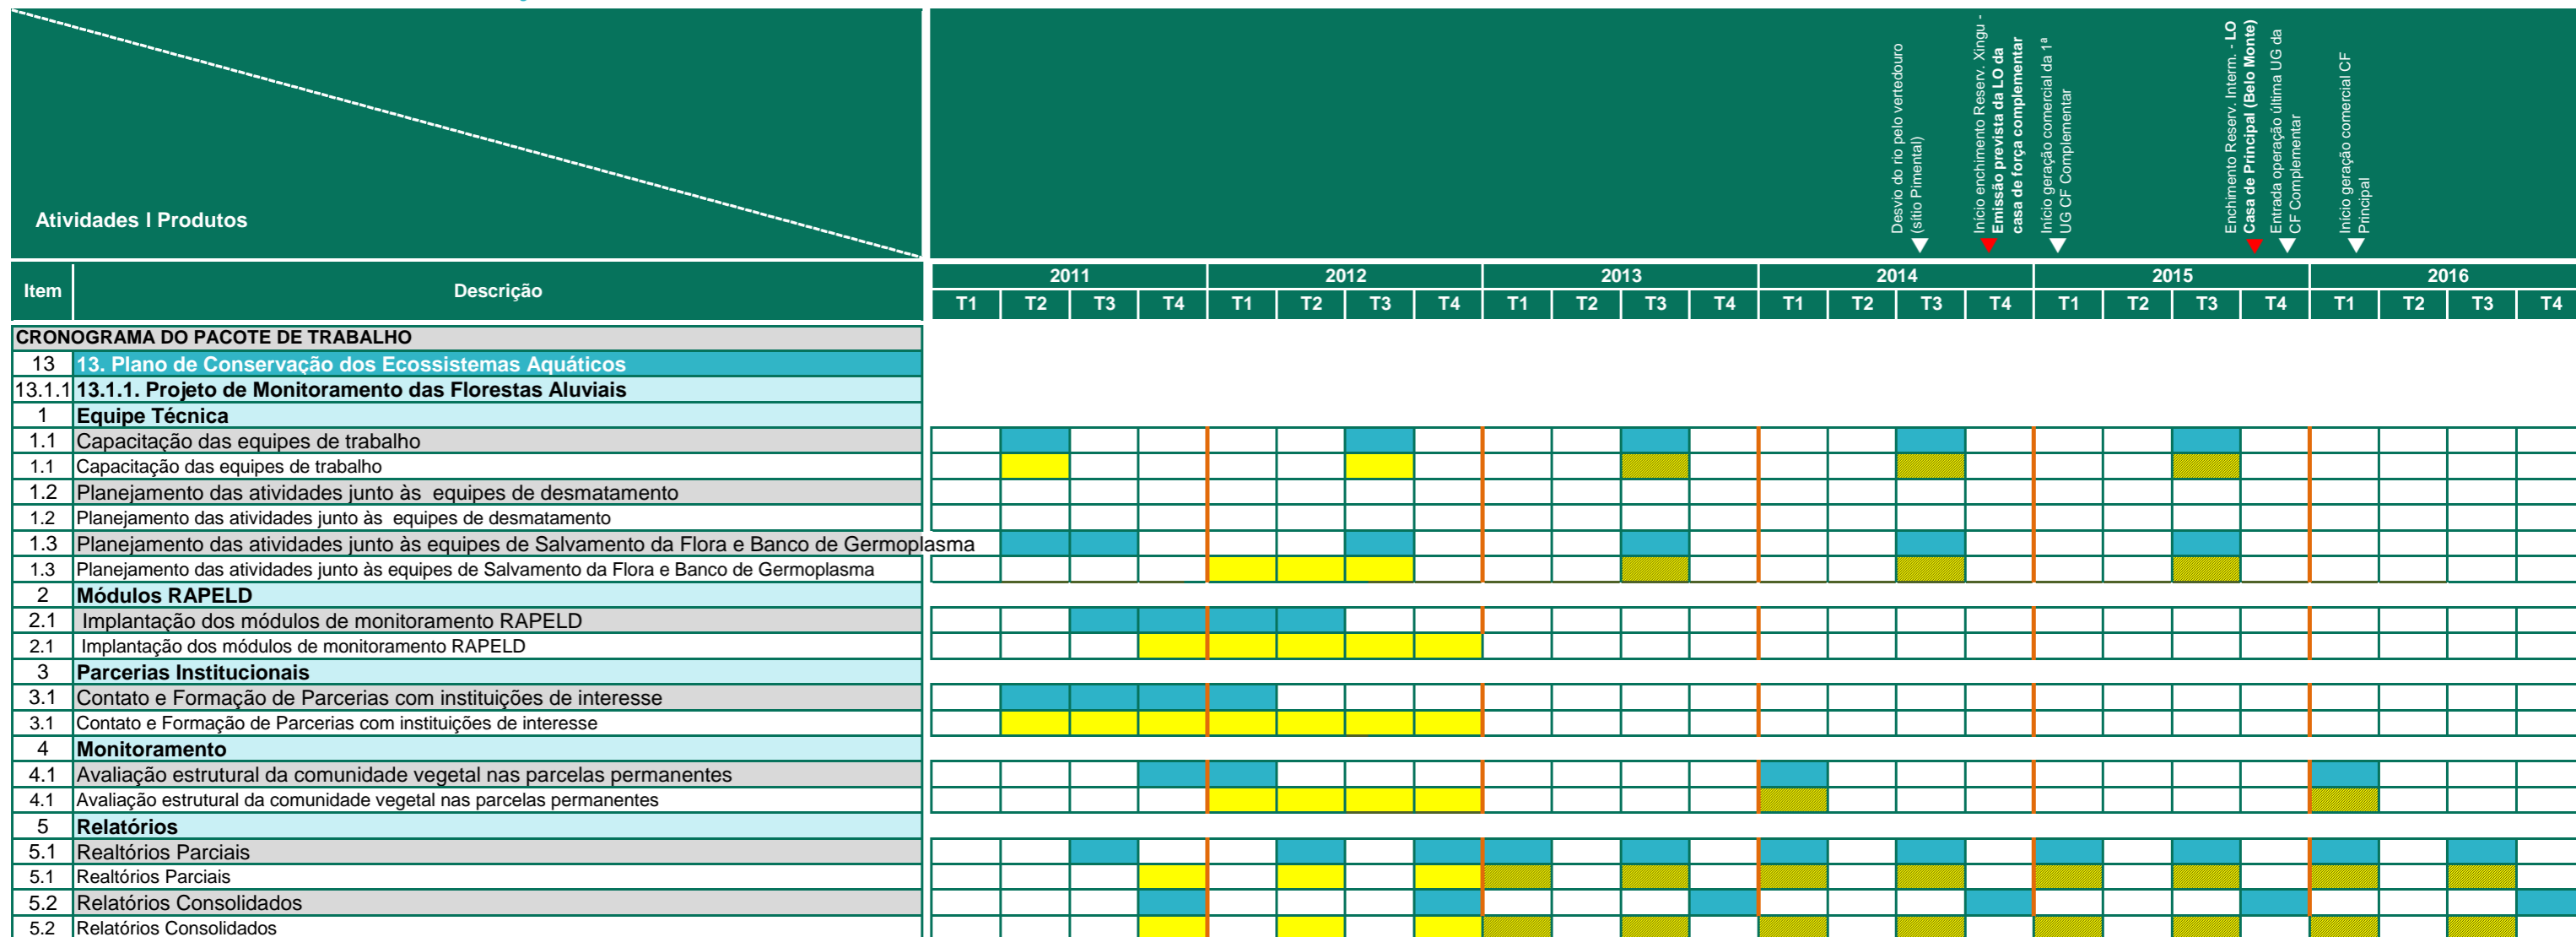 Atividades I Produtos
Desvio do rio pelo vertedouro
(sítio Pimental)
Início enchimento Reserv. Xingu -
Emissão prevista da LO da
casa de força complementar
Início geração comercial da 1ª
UG CF Complementar
Enchimento Reserv. Interm. - LO
Casa de Principal (Belo Monte)
Entrada operação última UG da
CF Complementar
Início geração comercial CF
Principal
Item Descrição 2011 2012 2013 2014 2015 2016
T1 T2 T3 T4 T1 T2 T3 T4 T1 T2 T3 T4 T1 T2 T3 T4 T1 T2 T3 T4 T1 T2 T3 T4
CRONOGRAMA DO PACOTE DE TRABALHO
13 13. Plano de Conservação dos Ecossistemas Aquáticos
13.1.1 13.1.1. Projeto de Monitoramento das Florestas Aluviais
1 Equipe Técnica
1.1 Capacitação das equipes de trabalho
1.1 Capacitação das equipes de trabalho
1.2 Planejamento das atividades junto às equipes de desmatamento
1.2 Planejamento das atividades junto às equipes de desmatamento
1.3 Planejamento das atividades junto às equipes de Salvamento da Flora e Banco de Germoplasma
1.3 Planejamento das atividades junto às equipes de Salvamento da Flora e Banco de Germoplasma
2 Módulos RAPELD
2.1 Implantação dos módulos de monitoramento RAPELD
2.1 Implantação dos módulos de monitoramento RAPELD
3 Parcerias Institucionais
3.1 Contato e Formação de Parcerias com instituições de interesse
3.1 Contato e Formação de Parcerias com instituições de interesse
4 Monitoramento
4.1 Avaliação estrutural da comunidade vegetal nas parcelas permanentes
4.1 Avaliação estrutural da comunidade vegetal nas parcelas permanentes
5 Relatórios
5.1 Realtórios Parciais
5.1 Realtórios Parciais
5.2 Relatórios Consolidados
5.2 Relatórios Consolidados